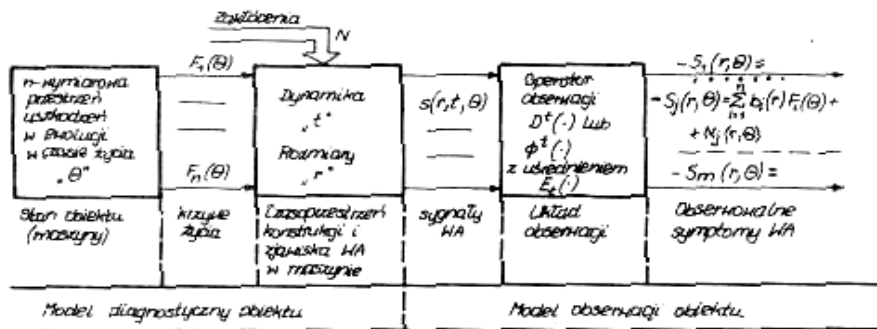 zakłócenia
N
n-wymiarowa
przestrzeń
uszkodzeń
w ewolucji
w czasie życia
„θ"
F₁(θ)
Fₙ(θ)
Dynamika
„t"
Rozmiary
„r"
s(r,t,θ)
Operator
obserwacji
Dᵗ(·) lub
ϕᵗ(·)
z uśrednieniem
Eₜ(·)
-S₁(r,θ)=
-Sⱼ(r,θ)=∑ⁿᵢ₌₁ bᵢ(r)Fᵢ(θ)+
+Nⱼ(r,θ)
-Sm(r,θ)=
Stan obiektu
(maszyny)
krzywe
życia
Czasoprzestrzeń
konstrukcji i
zjawiska WA
w maszynie
sygnały
WA
Układ
obserwacji
Obserwowalne
symptomy WA
Model diagnostyczny obiektu
Model obserwacji obiektu